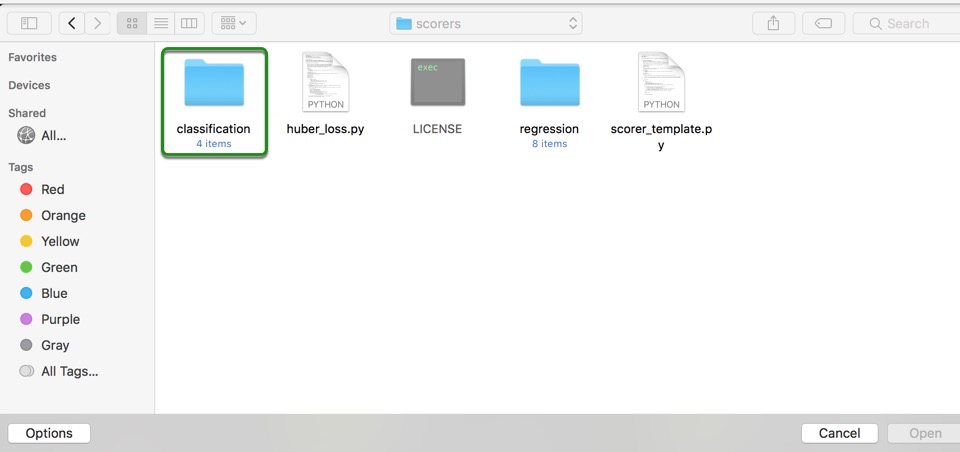 scorers
Search
Favorites
Devices
Shared
All...
Tags
Red
Orange
Yellow
Green
Blue
Purple
Gray
All Tags...
classification
4 items
PYTHON
huber_loss.py
exec
LICENSE
regression
8 items
PYTHON
scorer_template.p
y
Options
Cancel
Open